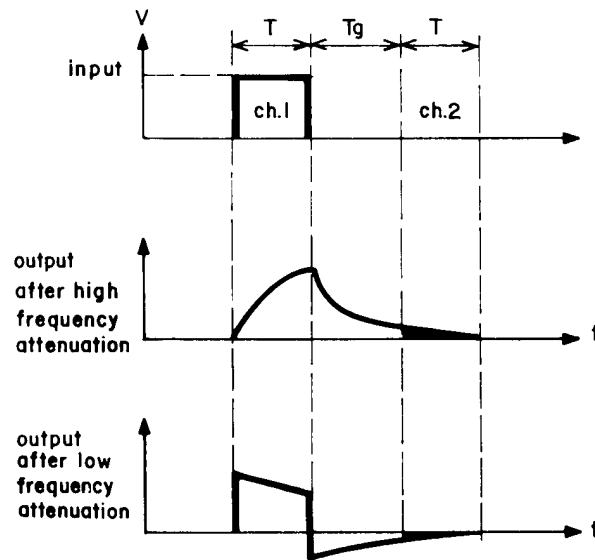 V
T Tg T
input
ch.1 ch.2
output
after high
frequency
attenuation
t
output
after low
frequency
attenuation
t